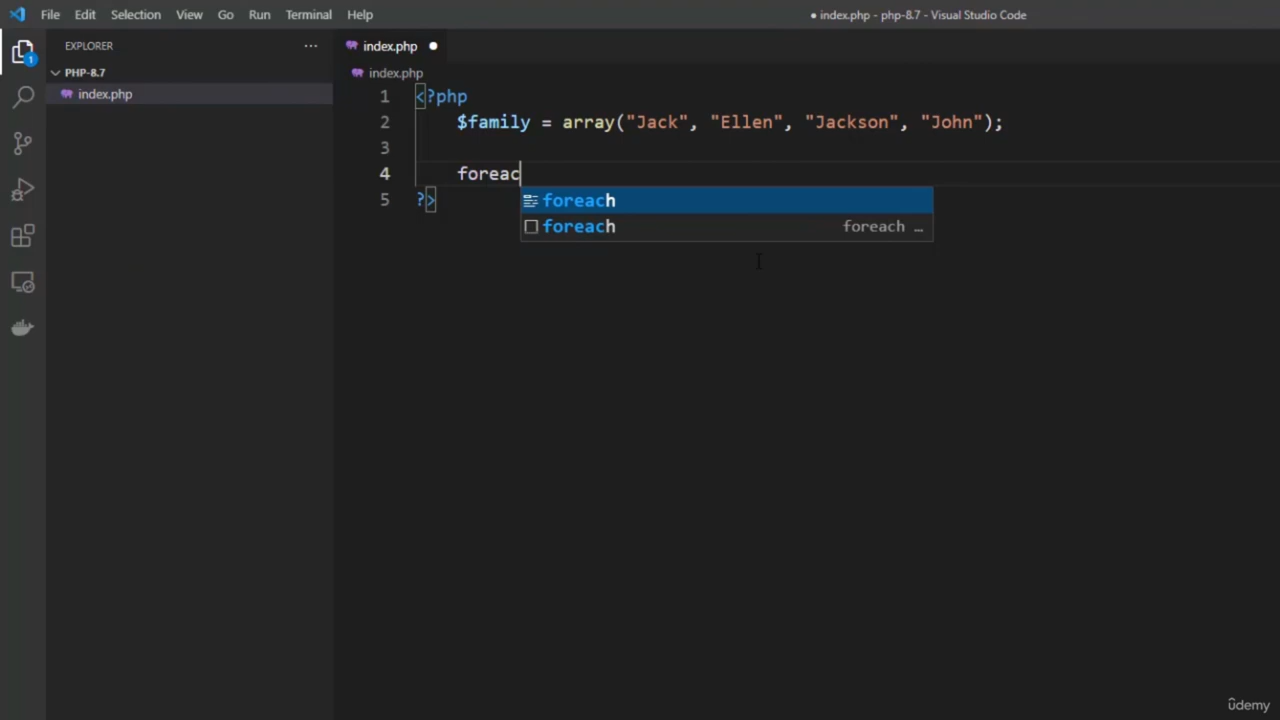 File Edit Selection View Go Run Terminal Help
● index.php - php-8.7 - Visual Studio Code
EXPLORER ...
index.php ●
1
PHP-8.7
index.php
index.php
1 <?php
2 $family = array("Jack", "Ellen", "Jackson", "John");
3
4 foreac
5 ?>
foreach
foreach foreach ...
ûdemy